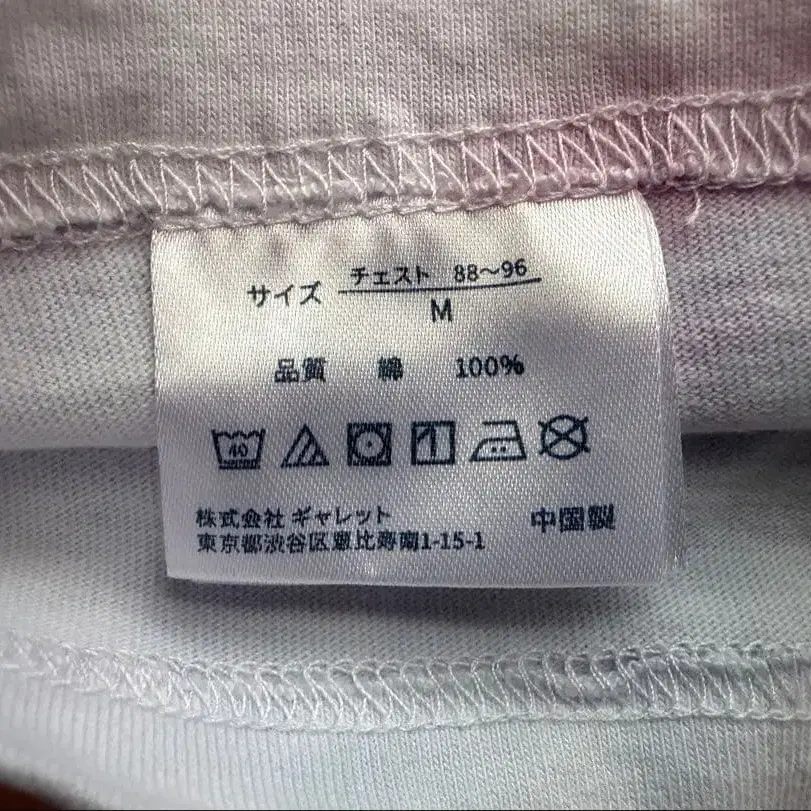 サイズ チェスト 88〜96
M
品質 綿 100%
40
株式会社 ギャレット
東京都渋谷区恵比寿南1-15-1 中国製